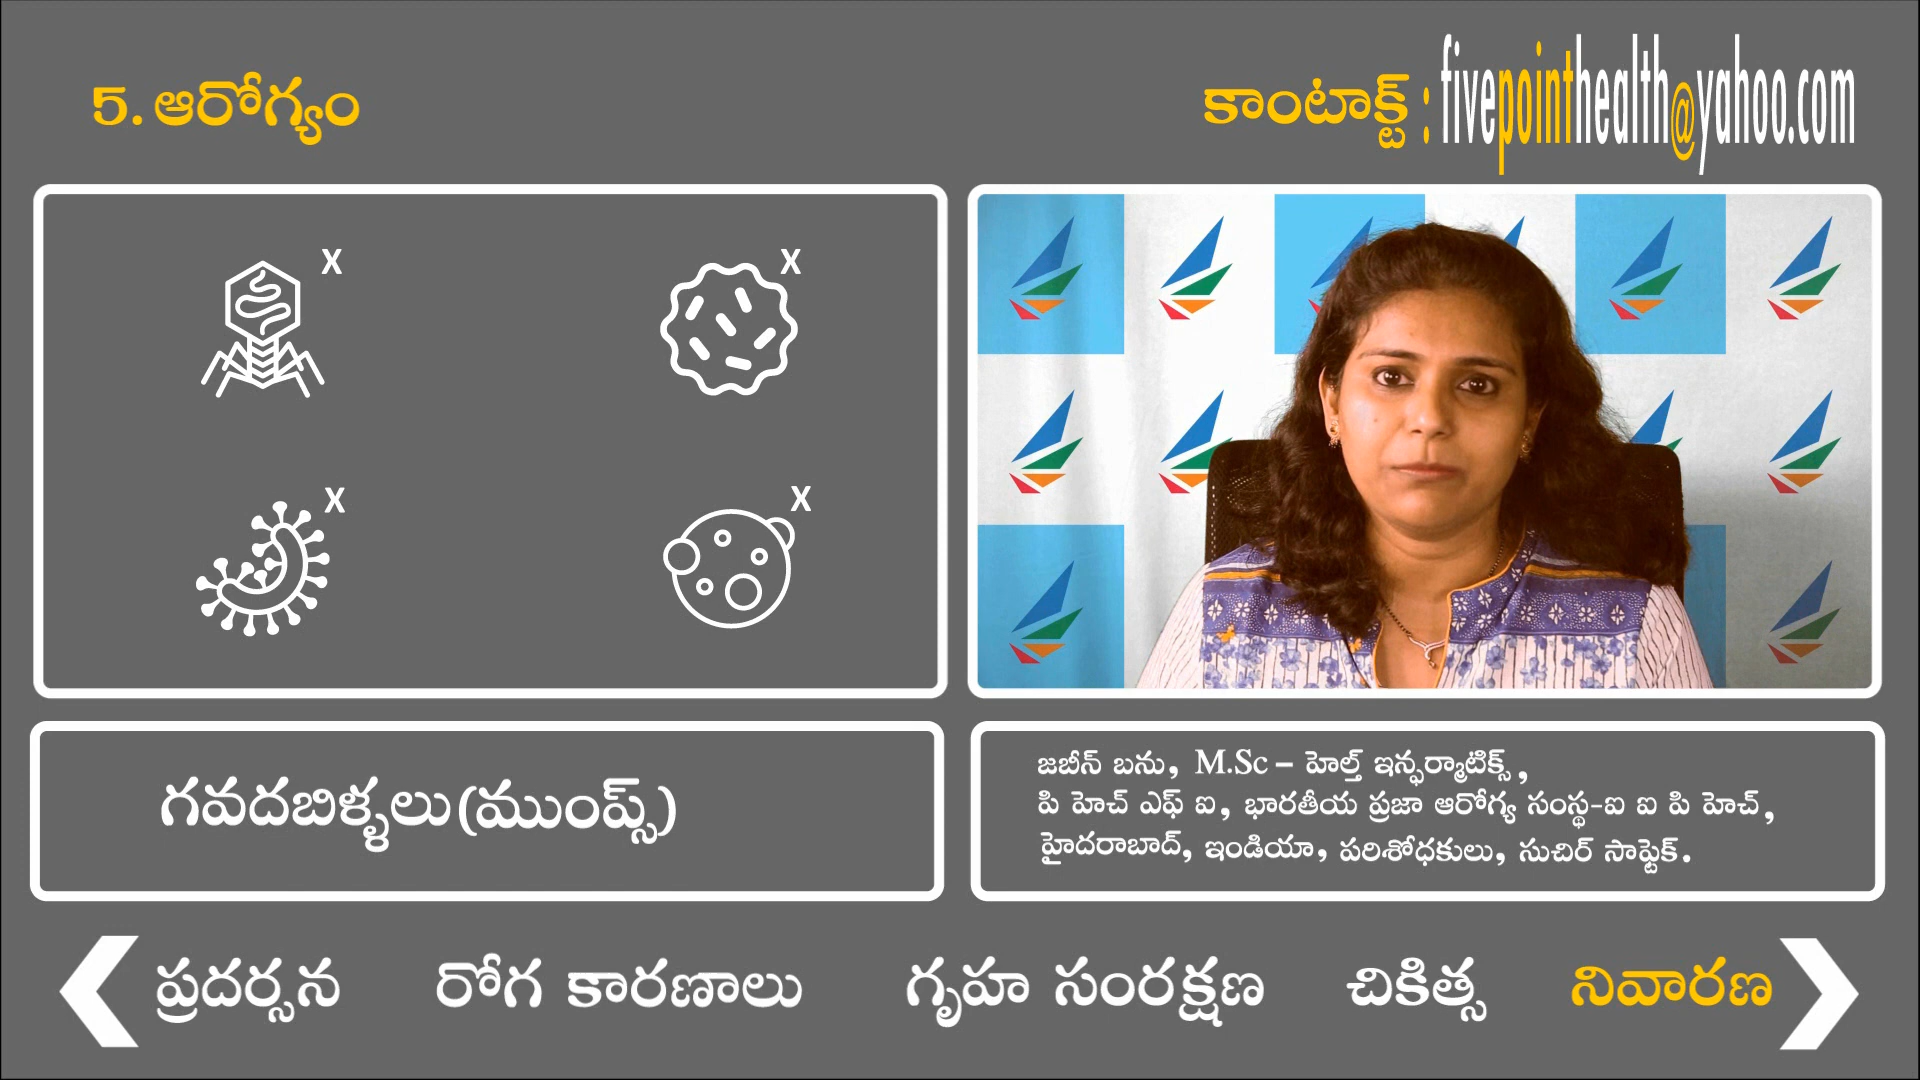 5. ఆరోగ్యం
కాంటాక్ట్ : fivepointhealth@yahoo.com
X
X
X
X
గవదబిళ్ళలు(ముంప్స్)
జబీన్ బను, M.Sc – హెల్త్ ఇన్ఫర్మాటిక్స్,
పి హెచ్ ఎఫ్ ఐ, భారతీయ ప్రజా ఆరోగ్య సంస్థ-ఐ ఐ పి హెచ్,
హైదరాబాద్, ఇండియా, పరిశోధకులు, సుచిర్ సాఫ్టెక్.
ప్రదర్సన రోగ కారణాలు గృహ సంరక్షణ చికిత్స నివారణ